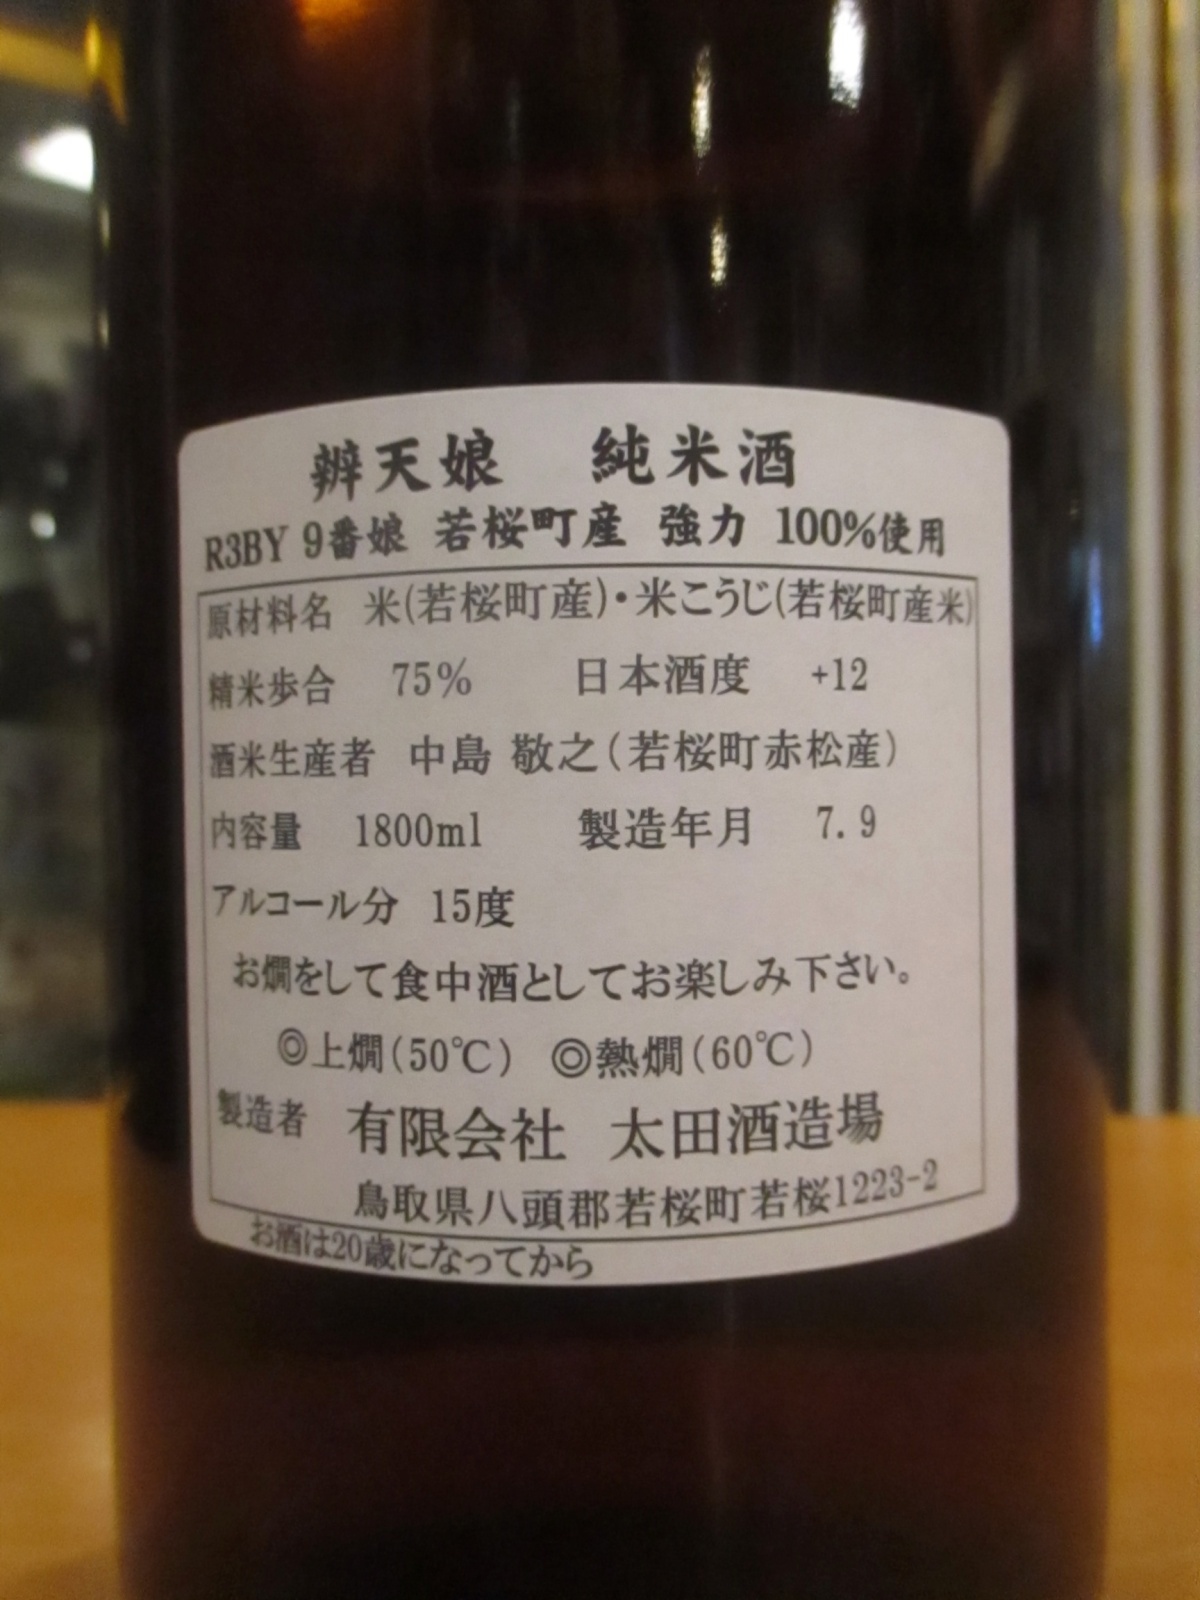 辨天娘 純米酒
R3BY 9番娘 若桜町産 強力 100%使用
原材料名 米(若桜町産)・米こうじ(若桜町産米)
精米歩合 75% 日本酒度 +12
酒米生産者 中島 敬之(若桜町赤松産)
内容量 1800ml 製造年月 7.9
アルコール分 15度
お燗をして食中酒としてお楽しみ下さい。
◎上燗(50℃) ◎熱燗(60℃)
製造者 有限会社 太田酒造場
鳥取県八頭郡若桜町若桜1223-2
お酒は20歳になってから